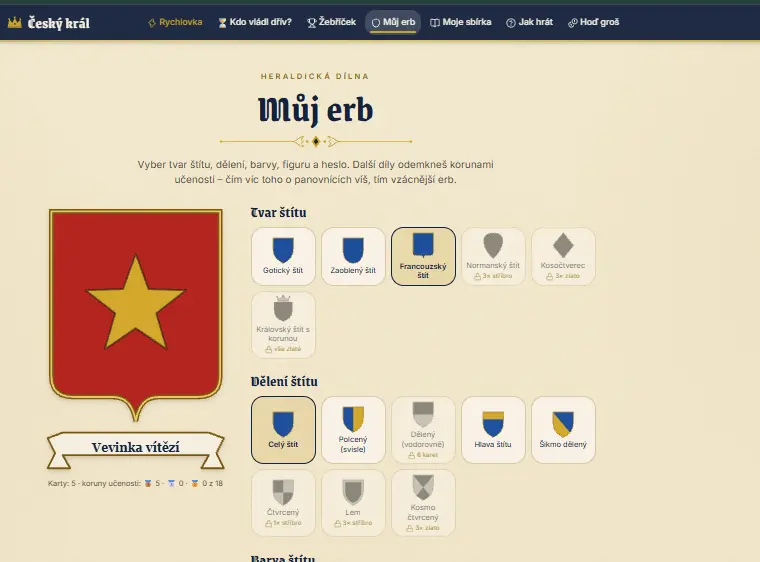 Český král
Rychlovka
Kdo vládl dřív?
Žebříček
Můj erb
Moje sbírka
Jak hrát
Hoď groš
HERALDICKÁ DÍLNA
Můj erb
Vyber tvar štítu, dělení, barvy, figuru a heslo. Další díly odemkneš korunami
učenosti – čím víc toho o panovnících víš, tím vzácnější erb.
Vevinka vítězí
Karty: 5 · koruny učenosti: 5 · 0 · 0 z 18
Tvar štítu
Gotický štít
Zaoblený štít
Francouzský
štít
Normanský štít
3× stříbro
Kosočtverec
3× zlato
Královský štít s
korunou
vše zlaté
Dělení štítu
Celý štít
Polcený
(svisle)
Dělený
(vodorovně)
6 karet
Hlava štítu
Šikmo dělený
Čtvrcený
1× stříbro
Lem
3× stříbro
Kosmo
čtvrcený
3× zlato
Barva štítu